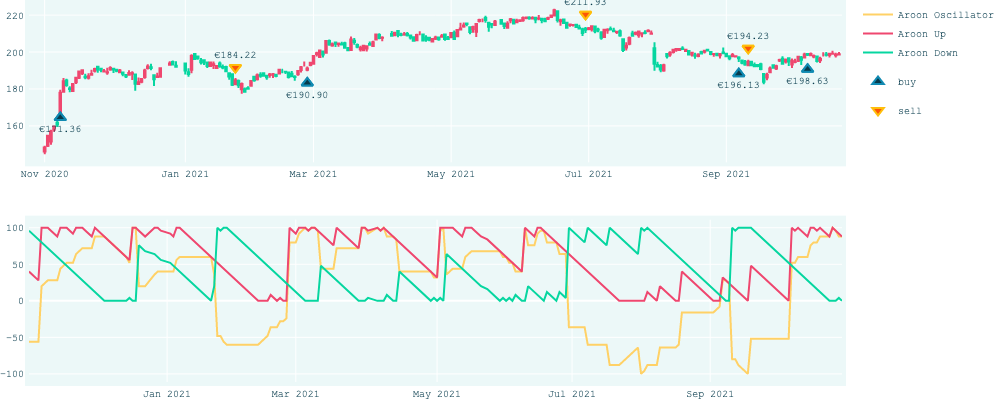 €211.93
220
Aroon Oscillator
Aroon Up
€194.23
200
€184.22
Aroon Down
180
€190.90
€196.13
€198.63
buy
sell
160
Nov 2020
Jan 2021
Mar 2021
May 2021
Jul 2021
Sep 2021
100
50
0
−50
−100
Jan 2021
Mar 2021
May 2021
Jul 2021
Sep 2021